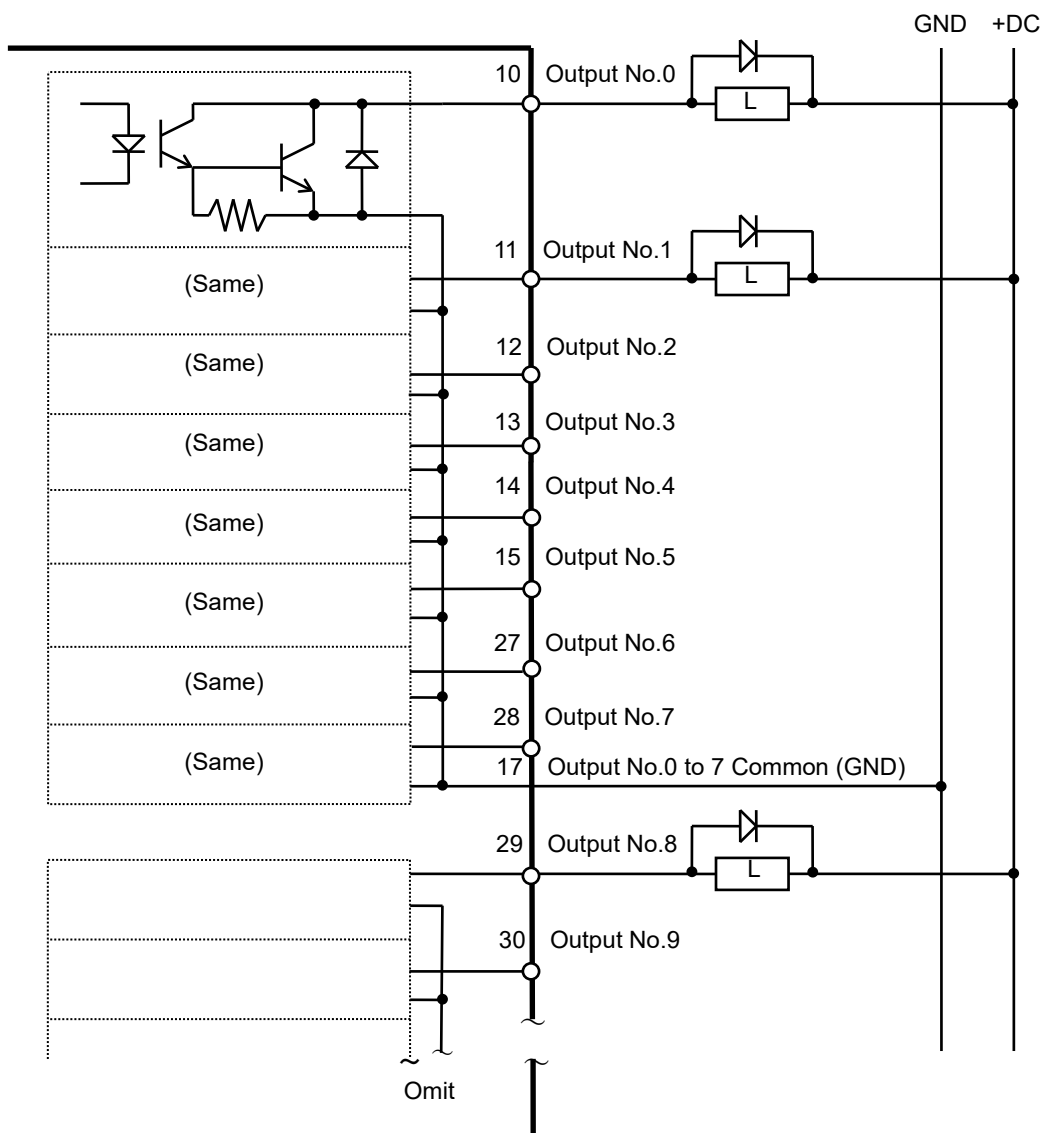 GND +DC
10 Output No.0
L
11 Output No.1
(Same)
L
12 Output No.2
(Same)
13 Output No.3
(Same)
14 Output No.4
(Same)
15 Output No.5
(Same)
27 Output No.6
(Same)
28 Output No.7
(Same)
17 Output No.0 to 7 Common (GND)
29 Output No.8
L
30 Output No.9
Omit